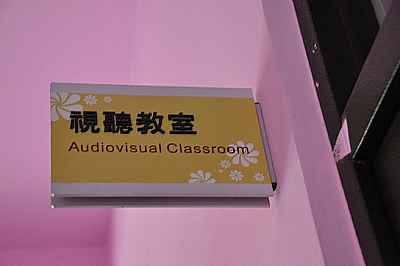 視聽教室
Audiovisual Classroom